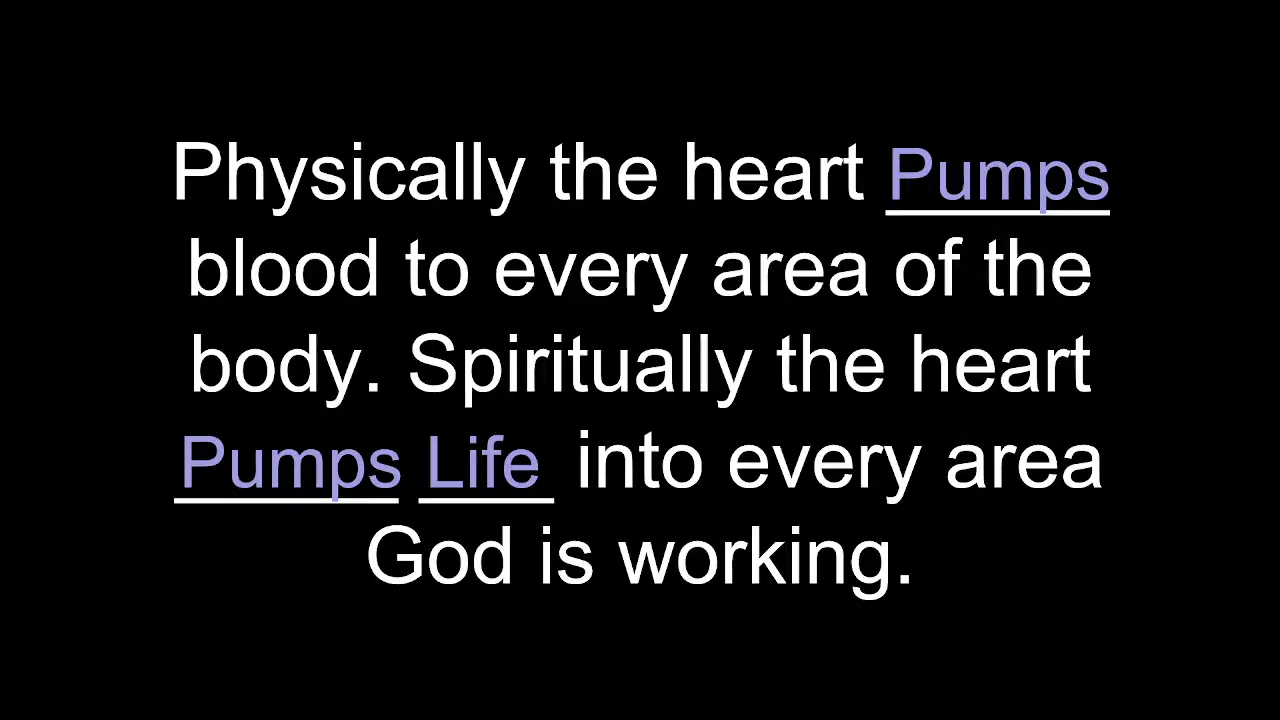 Physically the heart Pumps
blood to every area of the
body. Spiritually the heart
Pumps Life into every area
God is working.